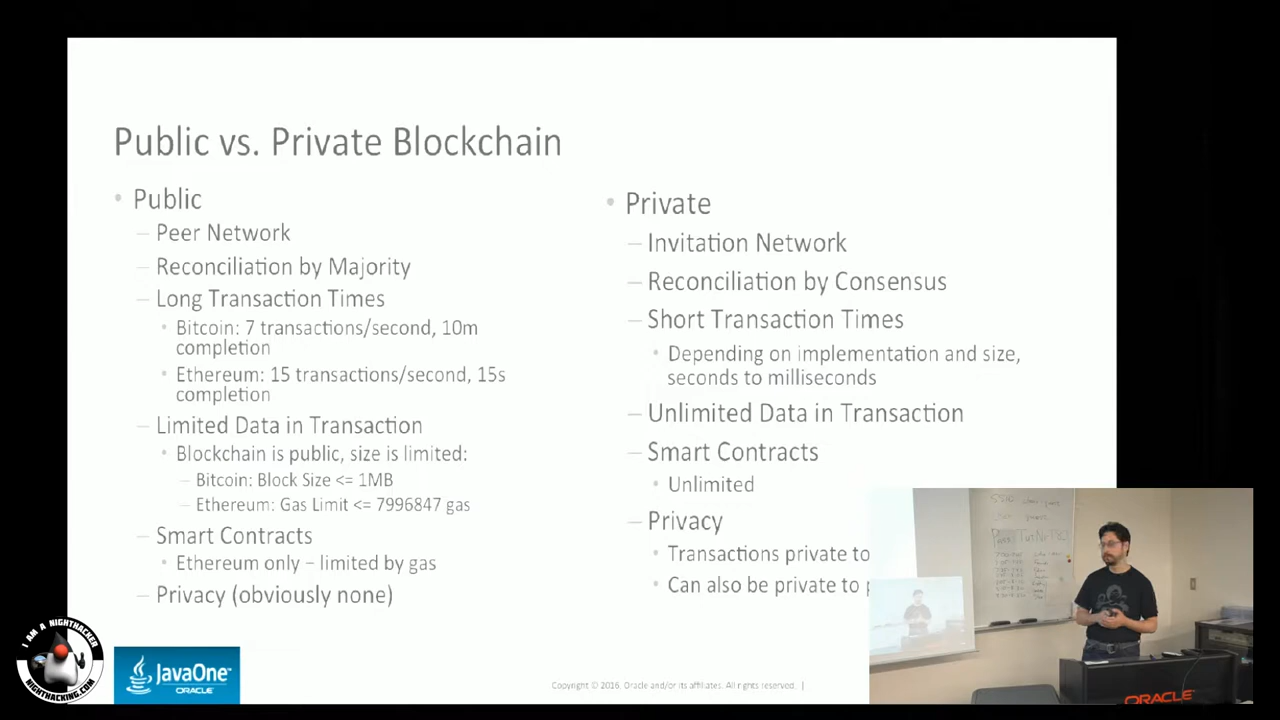 Public vs. Private Blockchain
• Public
– Peer Network
– Reconciliation by Majority
– Long Transaction Times
• Bitcoin: 7 transactions/second, 10m
completion
• Ethereum: 15 transactions/second, 15s
completion
– Limited Data in Transaction
• Blockchain is public, size is limited:
– Bitcoin: Block Size <= 1MB
– Ethereum: Gas Limit <= 7996847 gas
– Smart Contracts
• Ethereum only – limited by gas
– Privacy (obviously none)
• Private
– Invitation Network
– Reconciliation by Consensus
– Short Transaction Times
• Depending on implementation and size,
seconds to milliseconds
– Unlimited Data in Transaction
– Smart Contracts
• Unlimited
– Privacy
• Transactions private to
• Can also be private to
I AM A NIGHTHACKER
NIGHTHACKING.COM
JavaOne™
ORACLE
Copyright © 2016, Oracle and/or its affiliates. All rights reserved. |
ORACLE